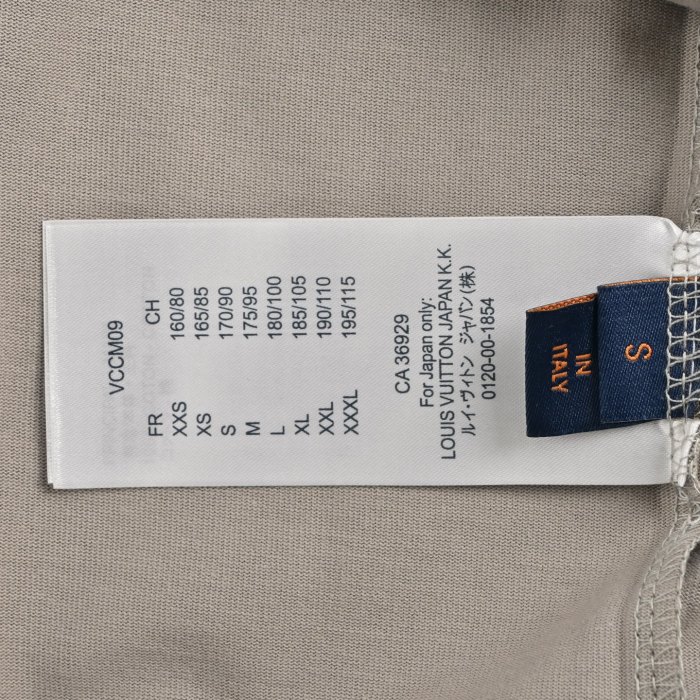 VCCM09
FR CH
XXS 160/80
XS 165/85
S 170/90
M 175/95
L 180/100
XL 185/105
XXL 190/110
XXXL 195/115
CA 36929
For Japan only:
LOUIS VUITTON JAPAN K.K.
ルイ・ヴィトン ジャパン(株)
0120-00-1854
IN
ITALY
S